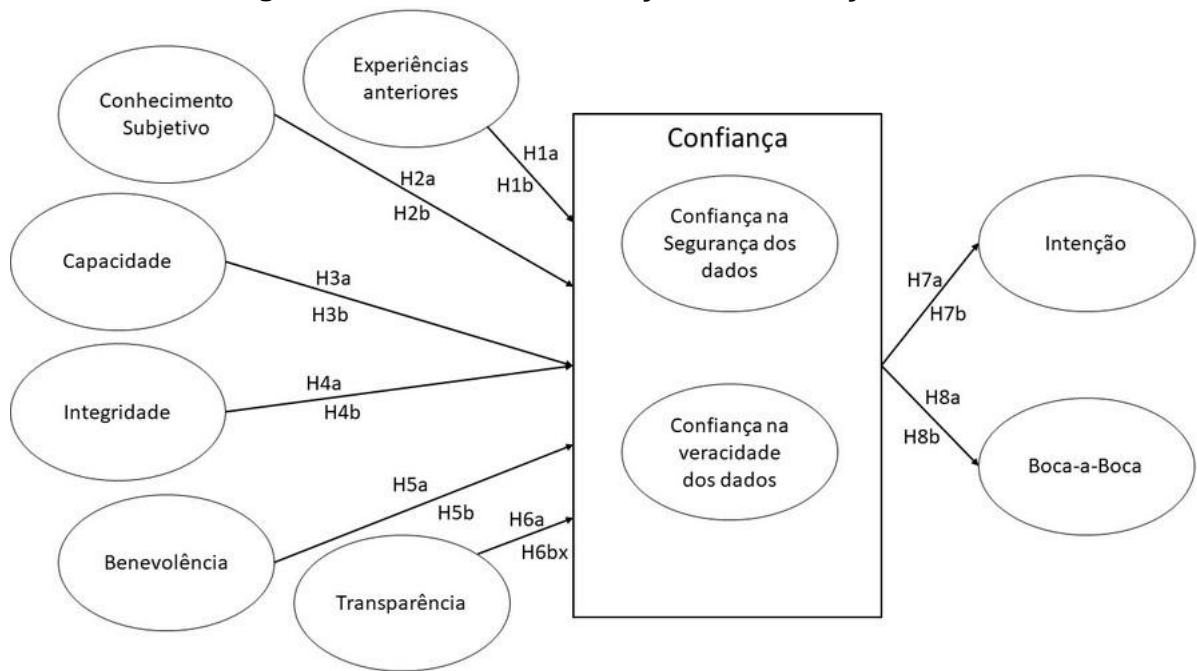 Experiências
anteriores
Conhecimento
Subjetivo
H1a
H1b
H2a
H2b
Capacidade
H3a
H3b
Integridade
H4a
H4b
Benevolência
H5a
H5b
Transparência
H6a
H6bx
Confiança
Confiança na
Segurança dos
dados
Confiança na
veracidade
dos dados
H7a
H7b
Intenção
H8a
H8b
Boca-a-Boca